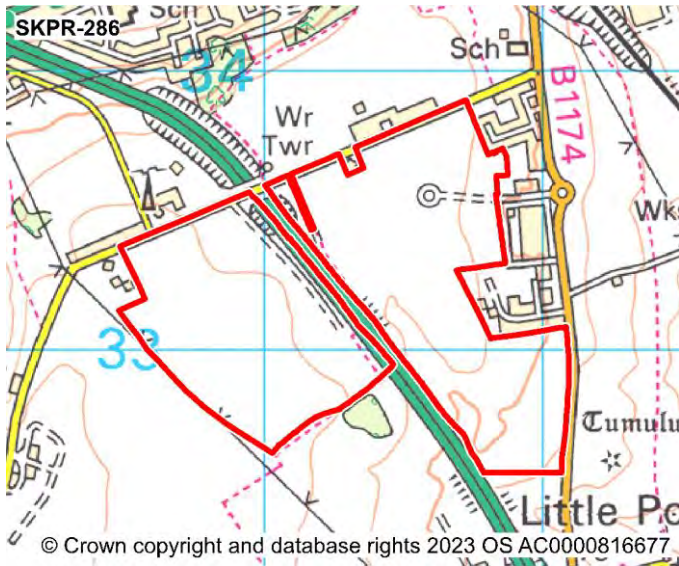 SKPR-286
Sch
34
Sch
B1174
Wr
Twr
Wks
33
Tumulu
Little Po
© Crown copyright and database rights 2023 OS AC0000816677